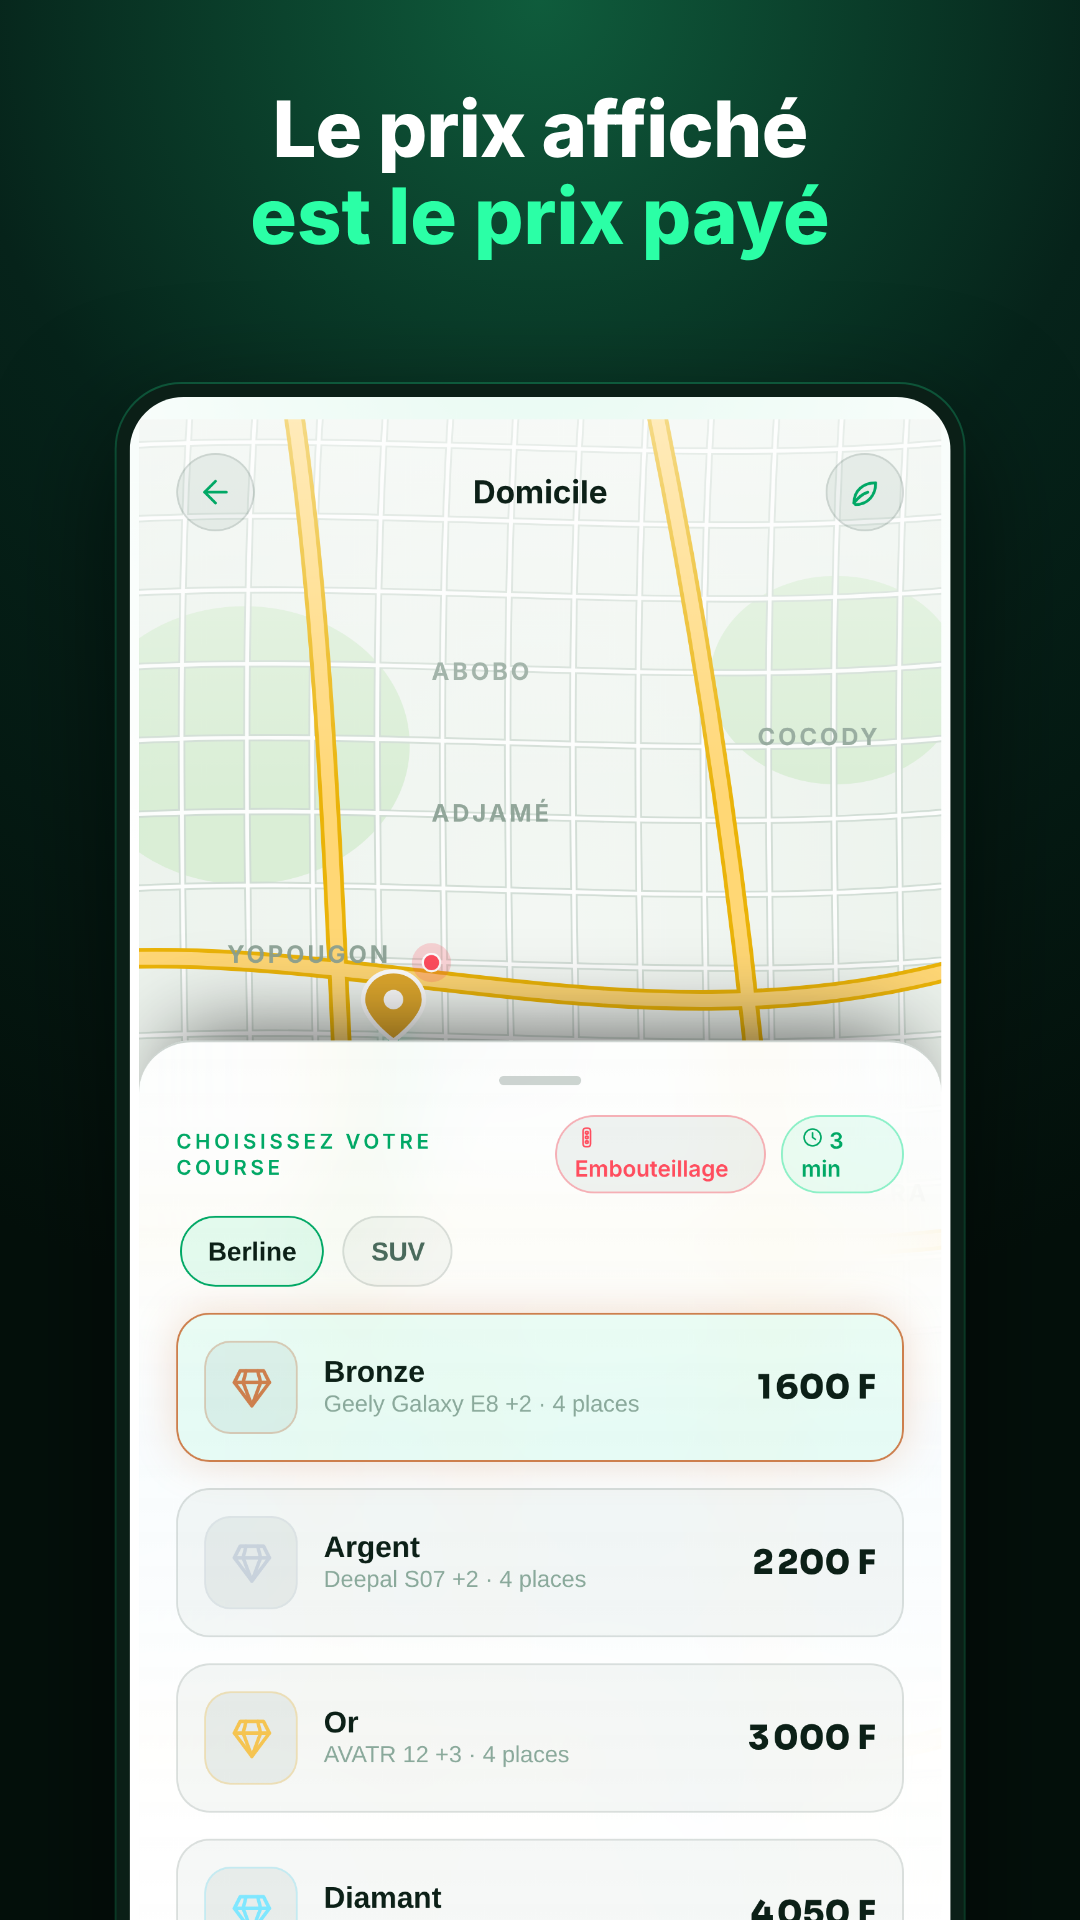 Le prix affiché
est le prix payé
Domicile
ABOBO
COCODY
ADJAMÉ
YOPOUGON
CHOISISSEZ VOTRE
COURSE
Embouteillage
3
min
Berline
SUV
Bronze
Geely Galaxy E8 +2 · 4 places
1600 F
Argent
Deepal S07 +2 · 4 places
2200 F
Or
AVATR 12 +3 · 4 places
3000 F
Diamant
4050 F